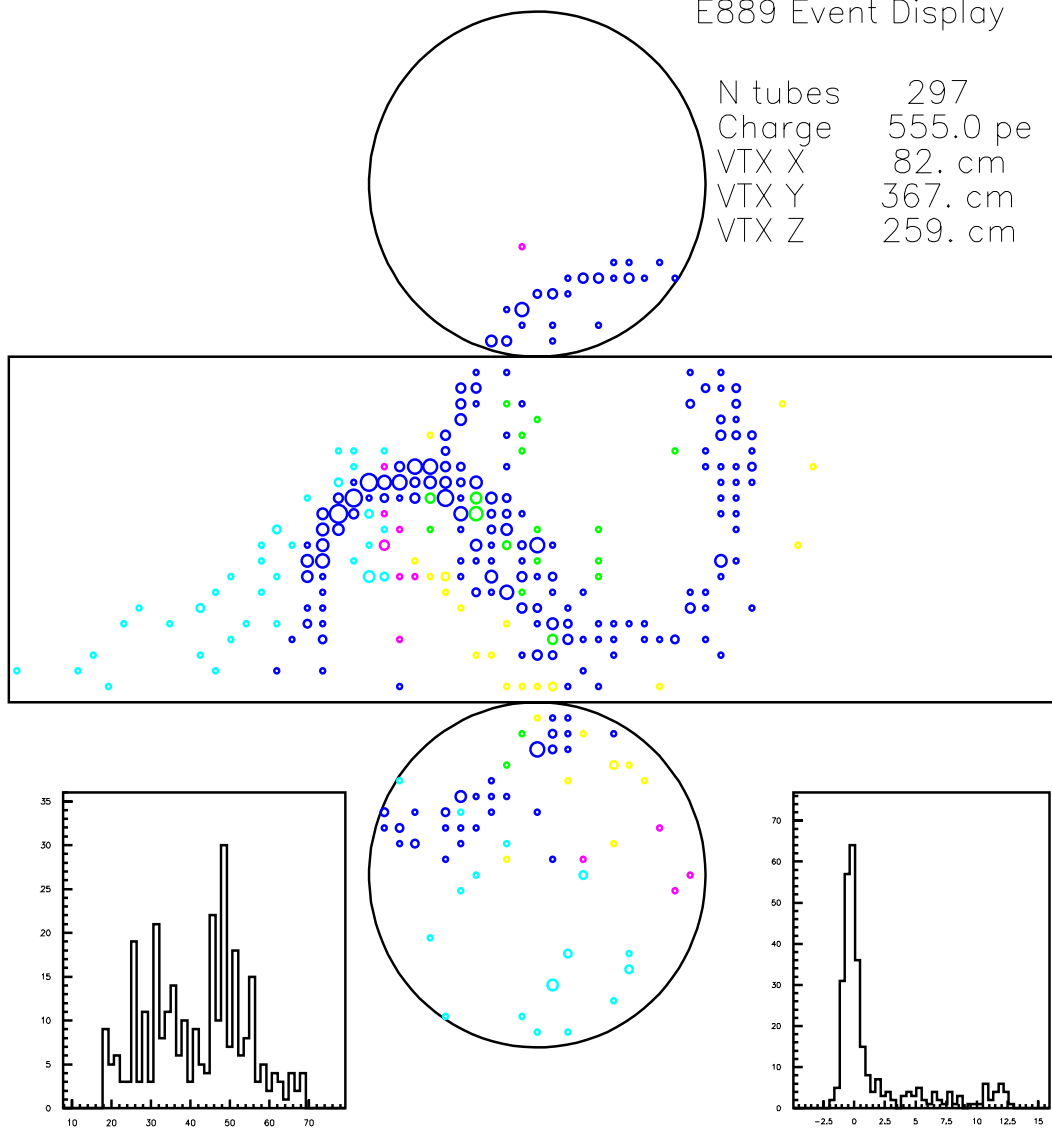 E889 Event Display
N tubes 297
Charge 555.0 pe
VTX X 82. cm
VTX Y 367. cm
VTX Z 259. cm
35
30
25
20
15
10
5
0
10 20 30 40 50 60 70
70
60
50
40
30
20
10
0
-2.5 0 2.5 5 7.5 10 12.5 15